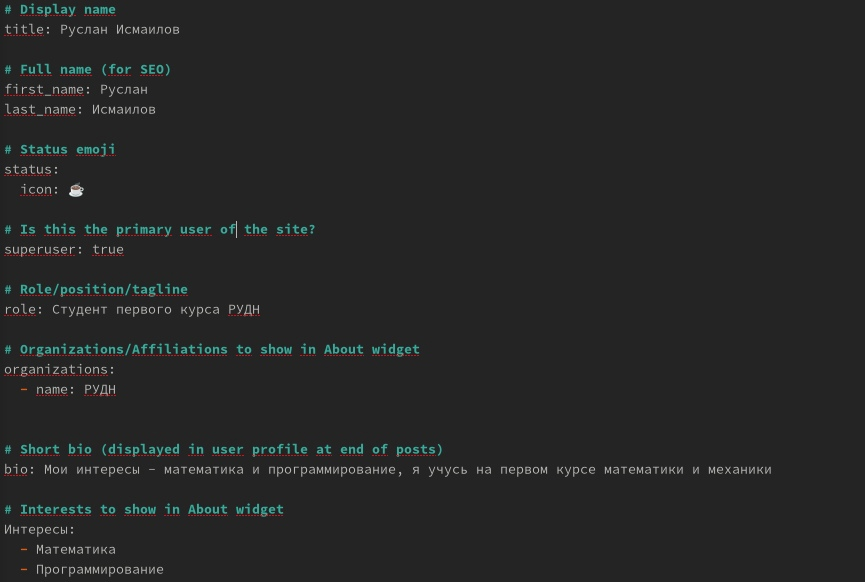 # Display name
title: Руслан Исмаилов
# Full name (for SEO)
first_name: Руслан
last_name: Исмаилов
# Status emoji
status:
icon: ☕
# Is this the primary user of the site?
superuser: true
# Role/position/tagline
role: Студент первого курса РУДН
# Organizations/Affiliations to show in About widget
organizations:
- name: РУДН
# Short bio (displayed in user profile at end of posts)
bio: Мои интересы - математика и программирование, я учусь на первом курсе математики и механики
# Interests to show in About widget
Интересы:
- Математика
- Программирование